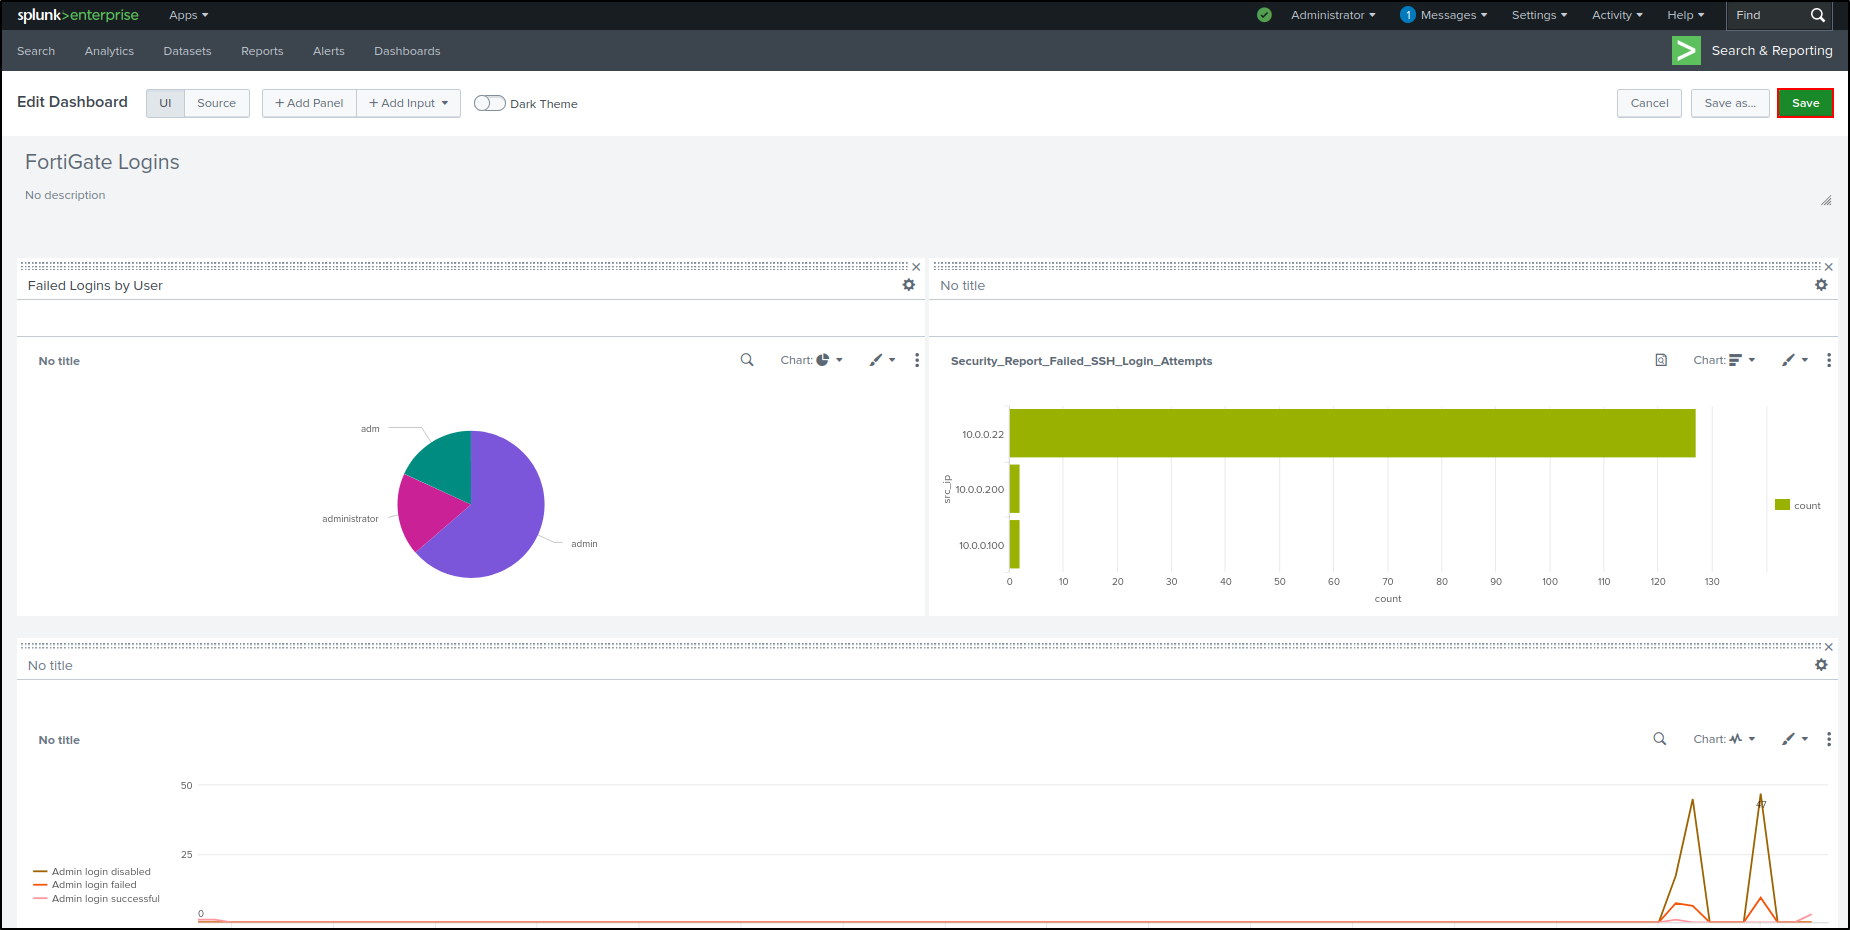 splunk>enterprise Apps Administrator 1 Messages Settings Activity Help Find
Search Analytics Datasets Reports Alerts Dashboards Search & Reporting
Edit Dashboard UI Source + Add Panel + Add Input Dark Theme Cancel Save as... Save
FortiGate Logins
No description
Failed Logins by User
No title
Chart:
adm
administrator
admin
No title
Security_Report_Failed_SSH_Login_Attempts
Chart:
src_ip
10.0.0.22
10.0.0.200
10.0.0.100
0 10 20 30 40 50 60 70 80 90 100 110 120 130
count
count
No title
No title
Chart:
50
25
0
47
Admin login disabled
Admin login failed
Admin login successful